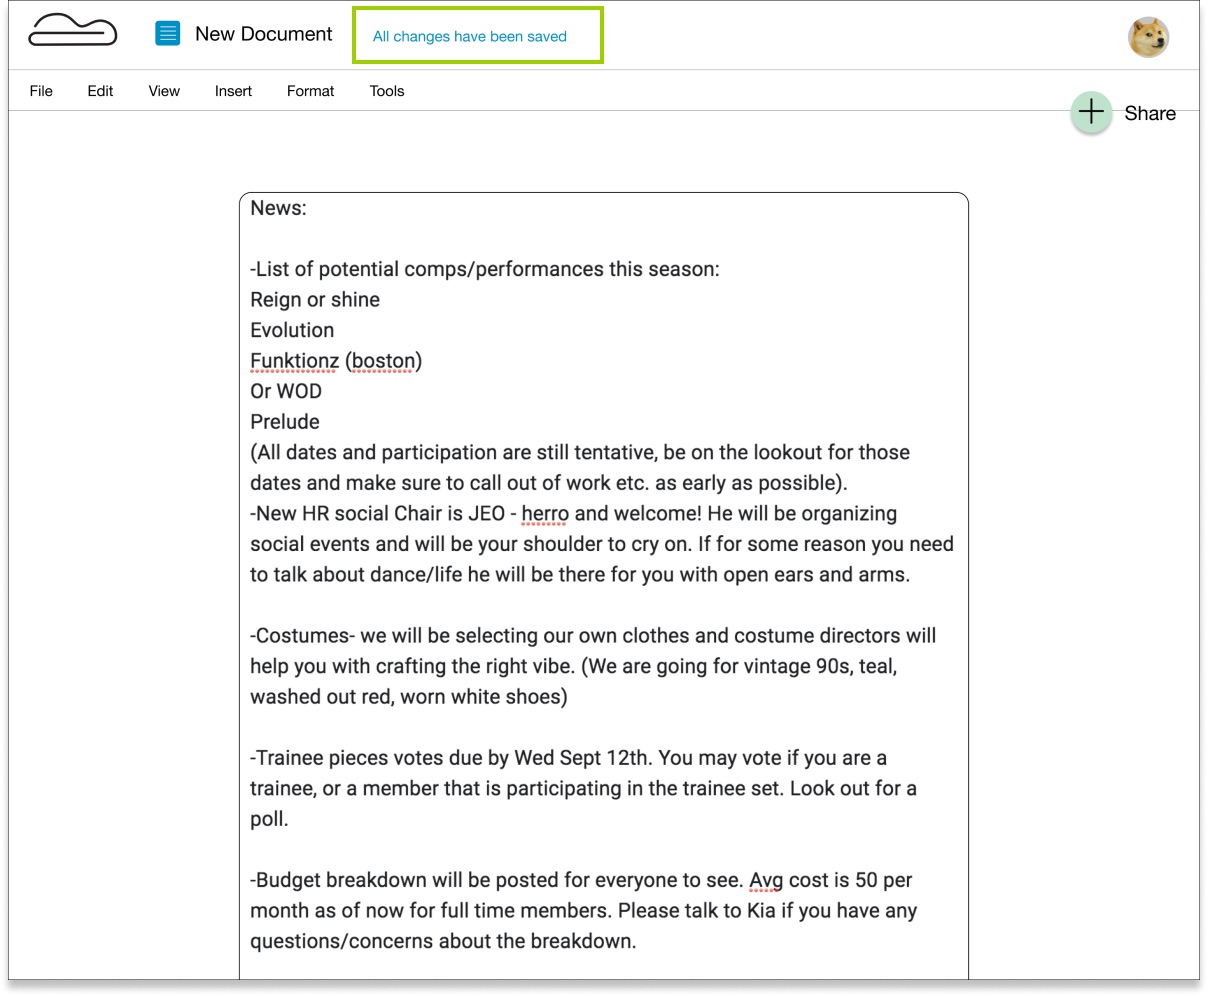 New Document
All changes have been saved
File Edit View Insert Format Tools
Share
News:
-List of potential comps/performances this season:
Reign or shine
Evolution
Funktionz (boston)
Or WOD
Prelude
(All dates and participation are still tentative, be on the lookout for those
dates and make sure to call out of work etc. as early as possible).
-New HR social Chair is JEO - herro and welcome! He will be organizing
social events and will be your shoulder to cry on. If for some reason you need
to talk about dance/life he will be there for you with open ears and arms.
-Costumes- we will be selecting our own clothes and costume directors will
help you with crafting the right vibe. (We are going for vintage 90s, teal,
washed out red, worn white shoes)
-Trainee pieces votes due by Wed Sept 12th. You may vote if you are a
trainee, or a member that is participating in the trainee set. Look out for a
poll.
-Budget breakdown will be posted for everyone to see. Avg cost is 50 per
month as of now for full time members. Please talk to Kia if you have any
questions/concerns about the breakdown.